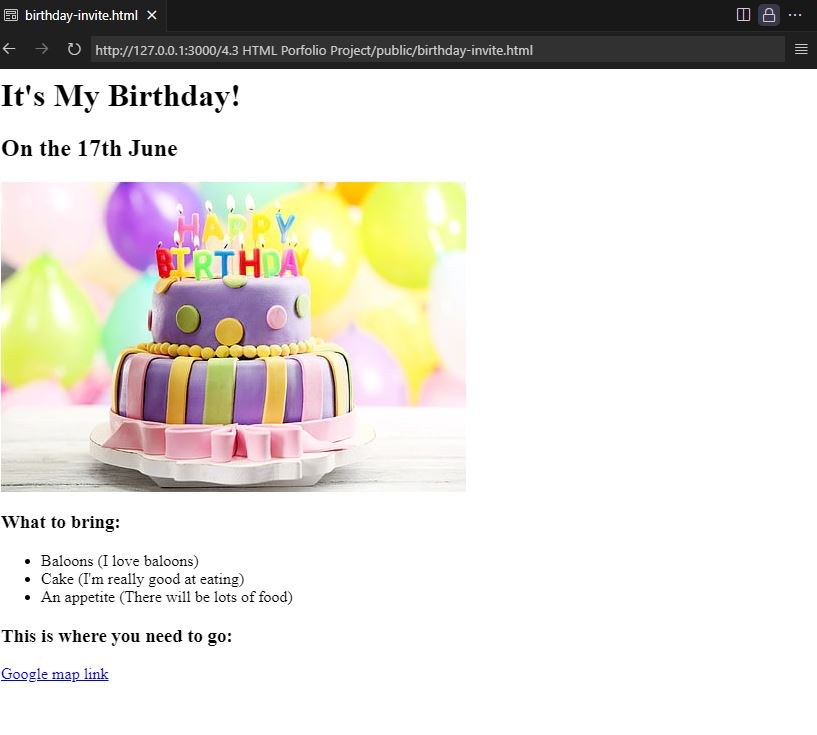 birthday-invite.html
http://127.0.0.1:3000/4.3 HTML Porfolio Project/public/birthday-invite.html
It's My Birthday!
On the 17th June
HAPPY
BIRTHDAY
What to bring:
Baloons (I love baloons)
Cake (I'm really good at eating)
An appetite (There will be lots of food)
This is where you need to go:
Google map link